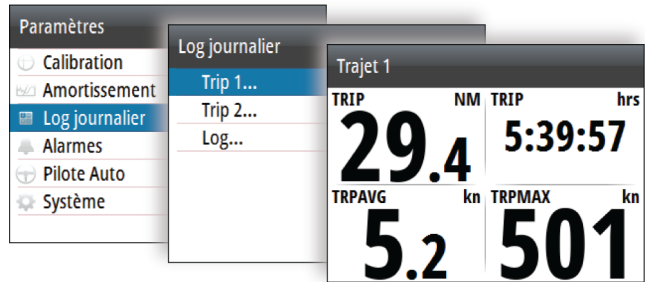 Paramètres
Calibration
Amortissement
Log journalier
Alarmes
Pilote Auto
Système
Log journalier
Trip 1...
Trip 2...
Log...
Trajet 1
TRIP NM TRIP hrs
29.4 5:39:57
TRPAVG kn TRPMAX kn
5.2 501